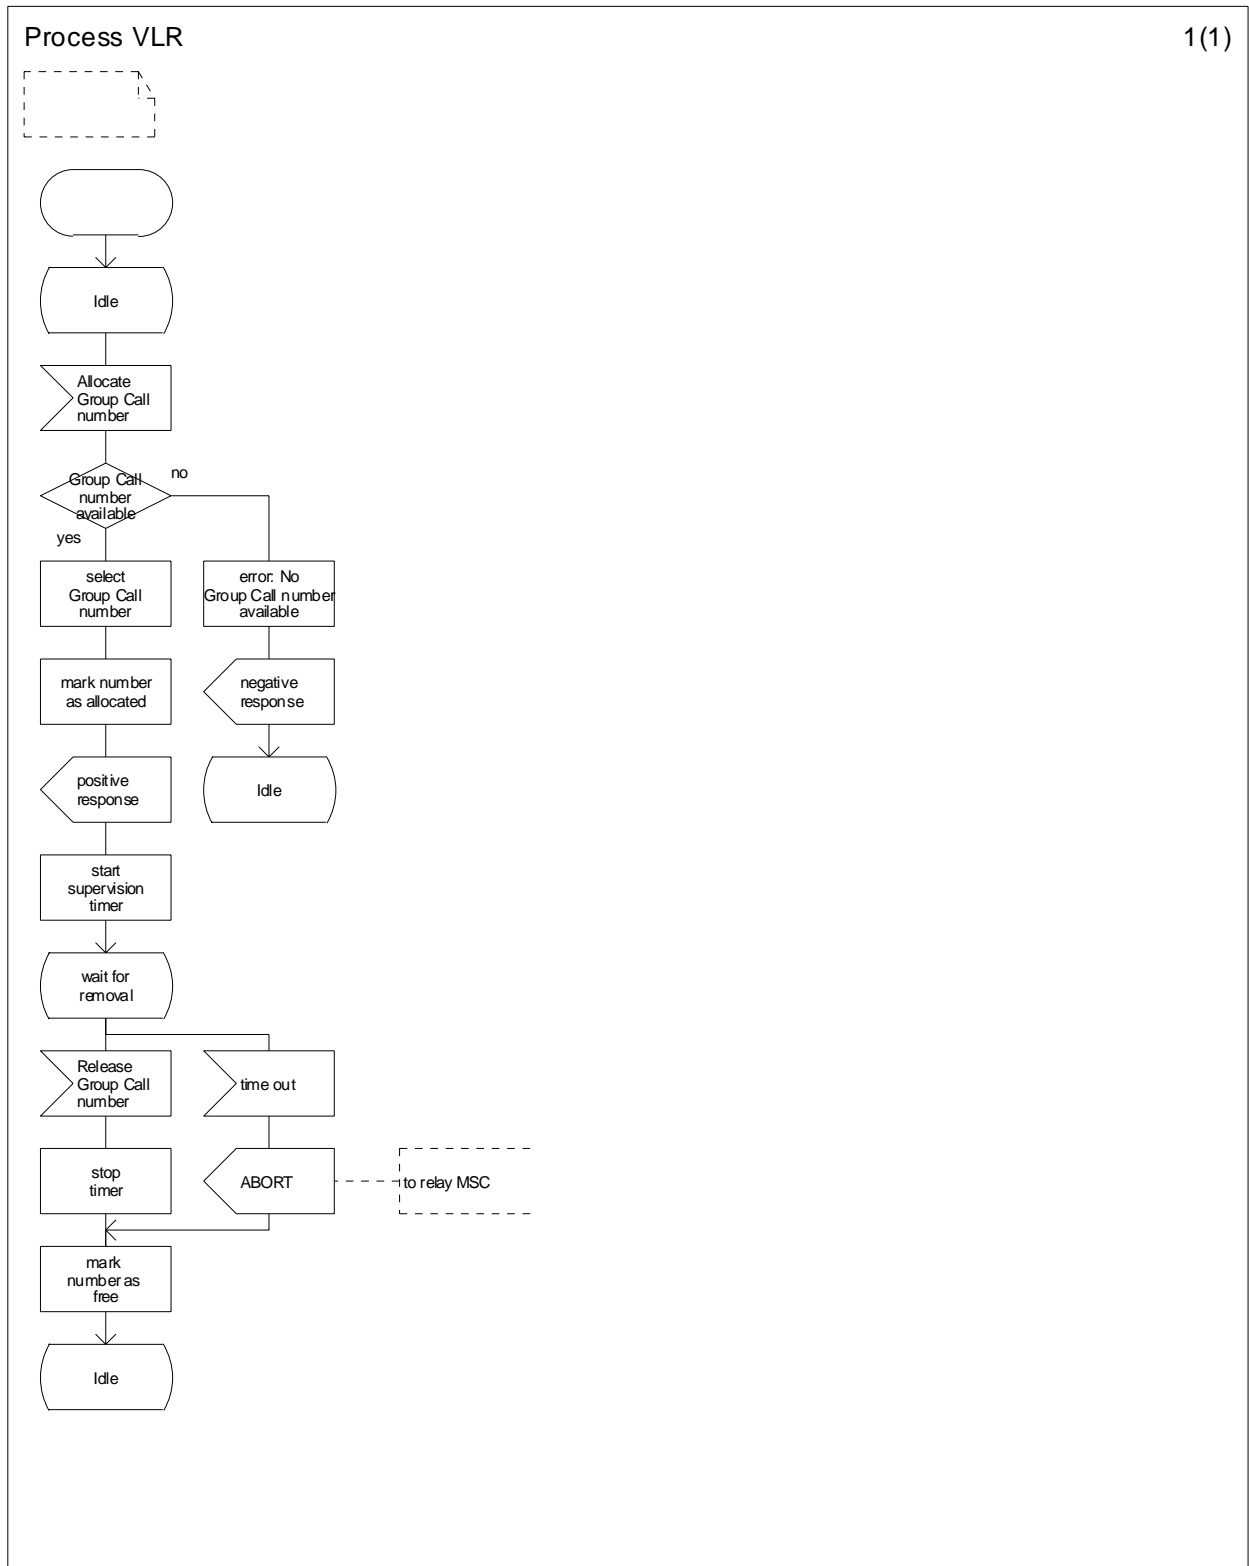 Process VLR
1(1)
Idle
Allocate
Group Call
number
Group Call
number
available
no
yes
select
Group Call
number
error: No
Group Call number
available
mark number
as allocated
negative
response
positive
response
Idle
start
supervision
timer
wait for
removal
Release
Group Call
number
time out
stop
timer
ABORT
to relay MSC
mark
number as
free
Idle